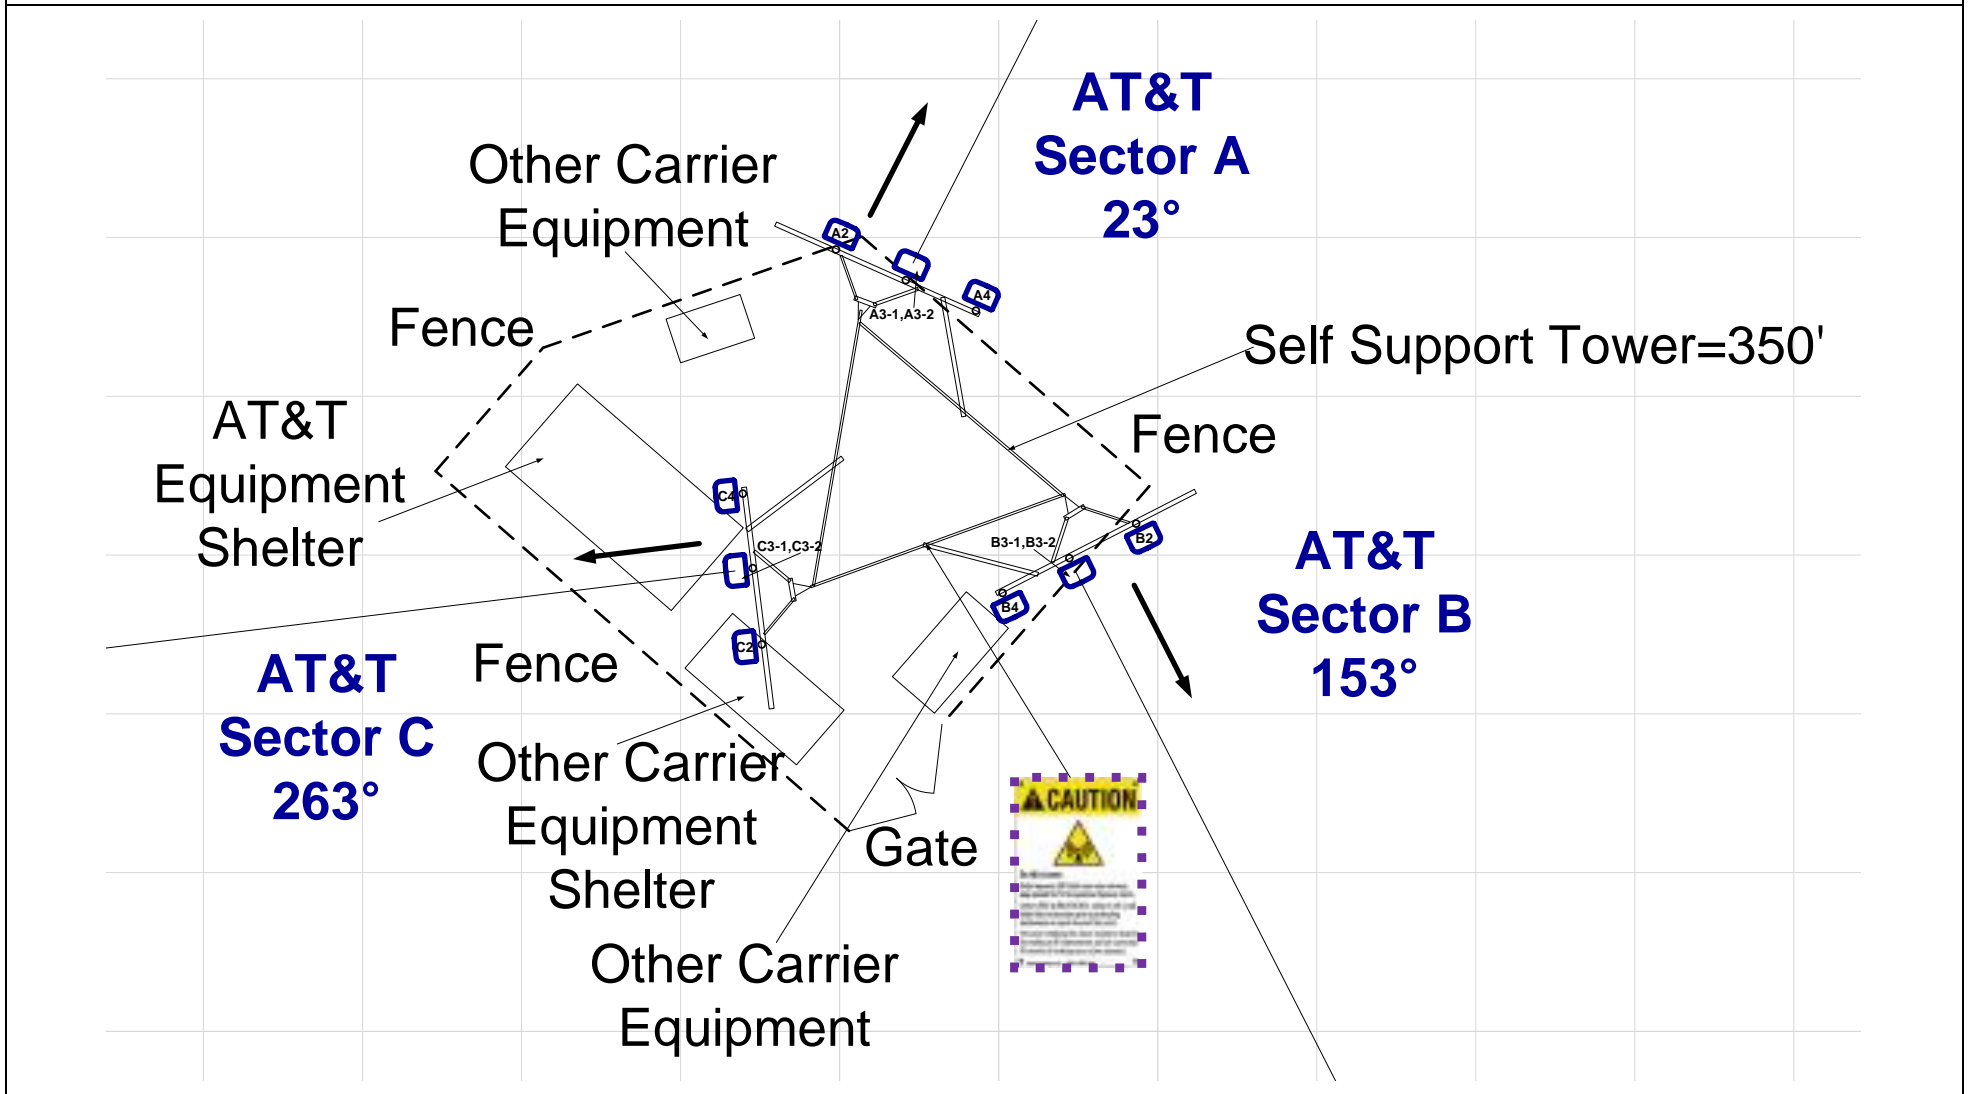 AT&T
Sector A
23°
Other Carrier
Equipment
A2
A4
A3-1,A3-2
Fence
Self Support Tower=350'
AT&T
Equipment
Shelter
Fence
C4
C3-1,C3-2
C2
B3-1,B3-2
B2
B4
AT&T
Sector B
153°
Fence
AT&T
Sector C
263°
Other Carrier
Equipment
Shelter
Gate
CAUTION
Other Carrier
Equipment